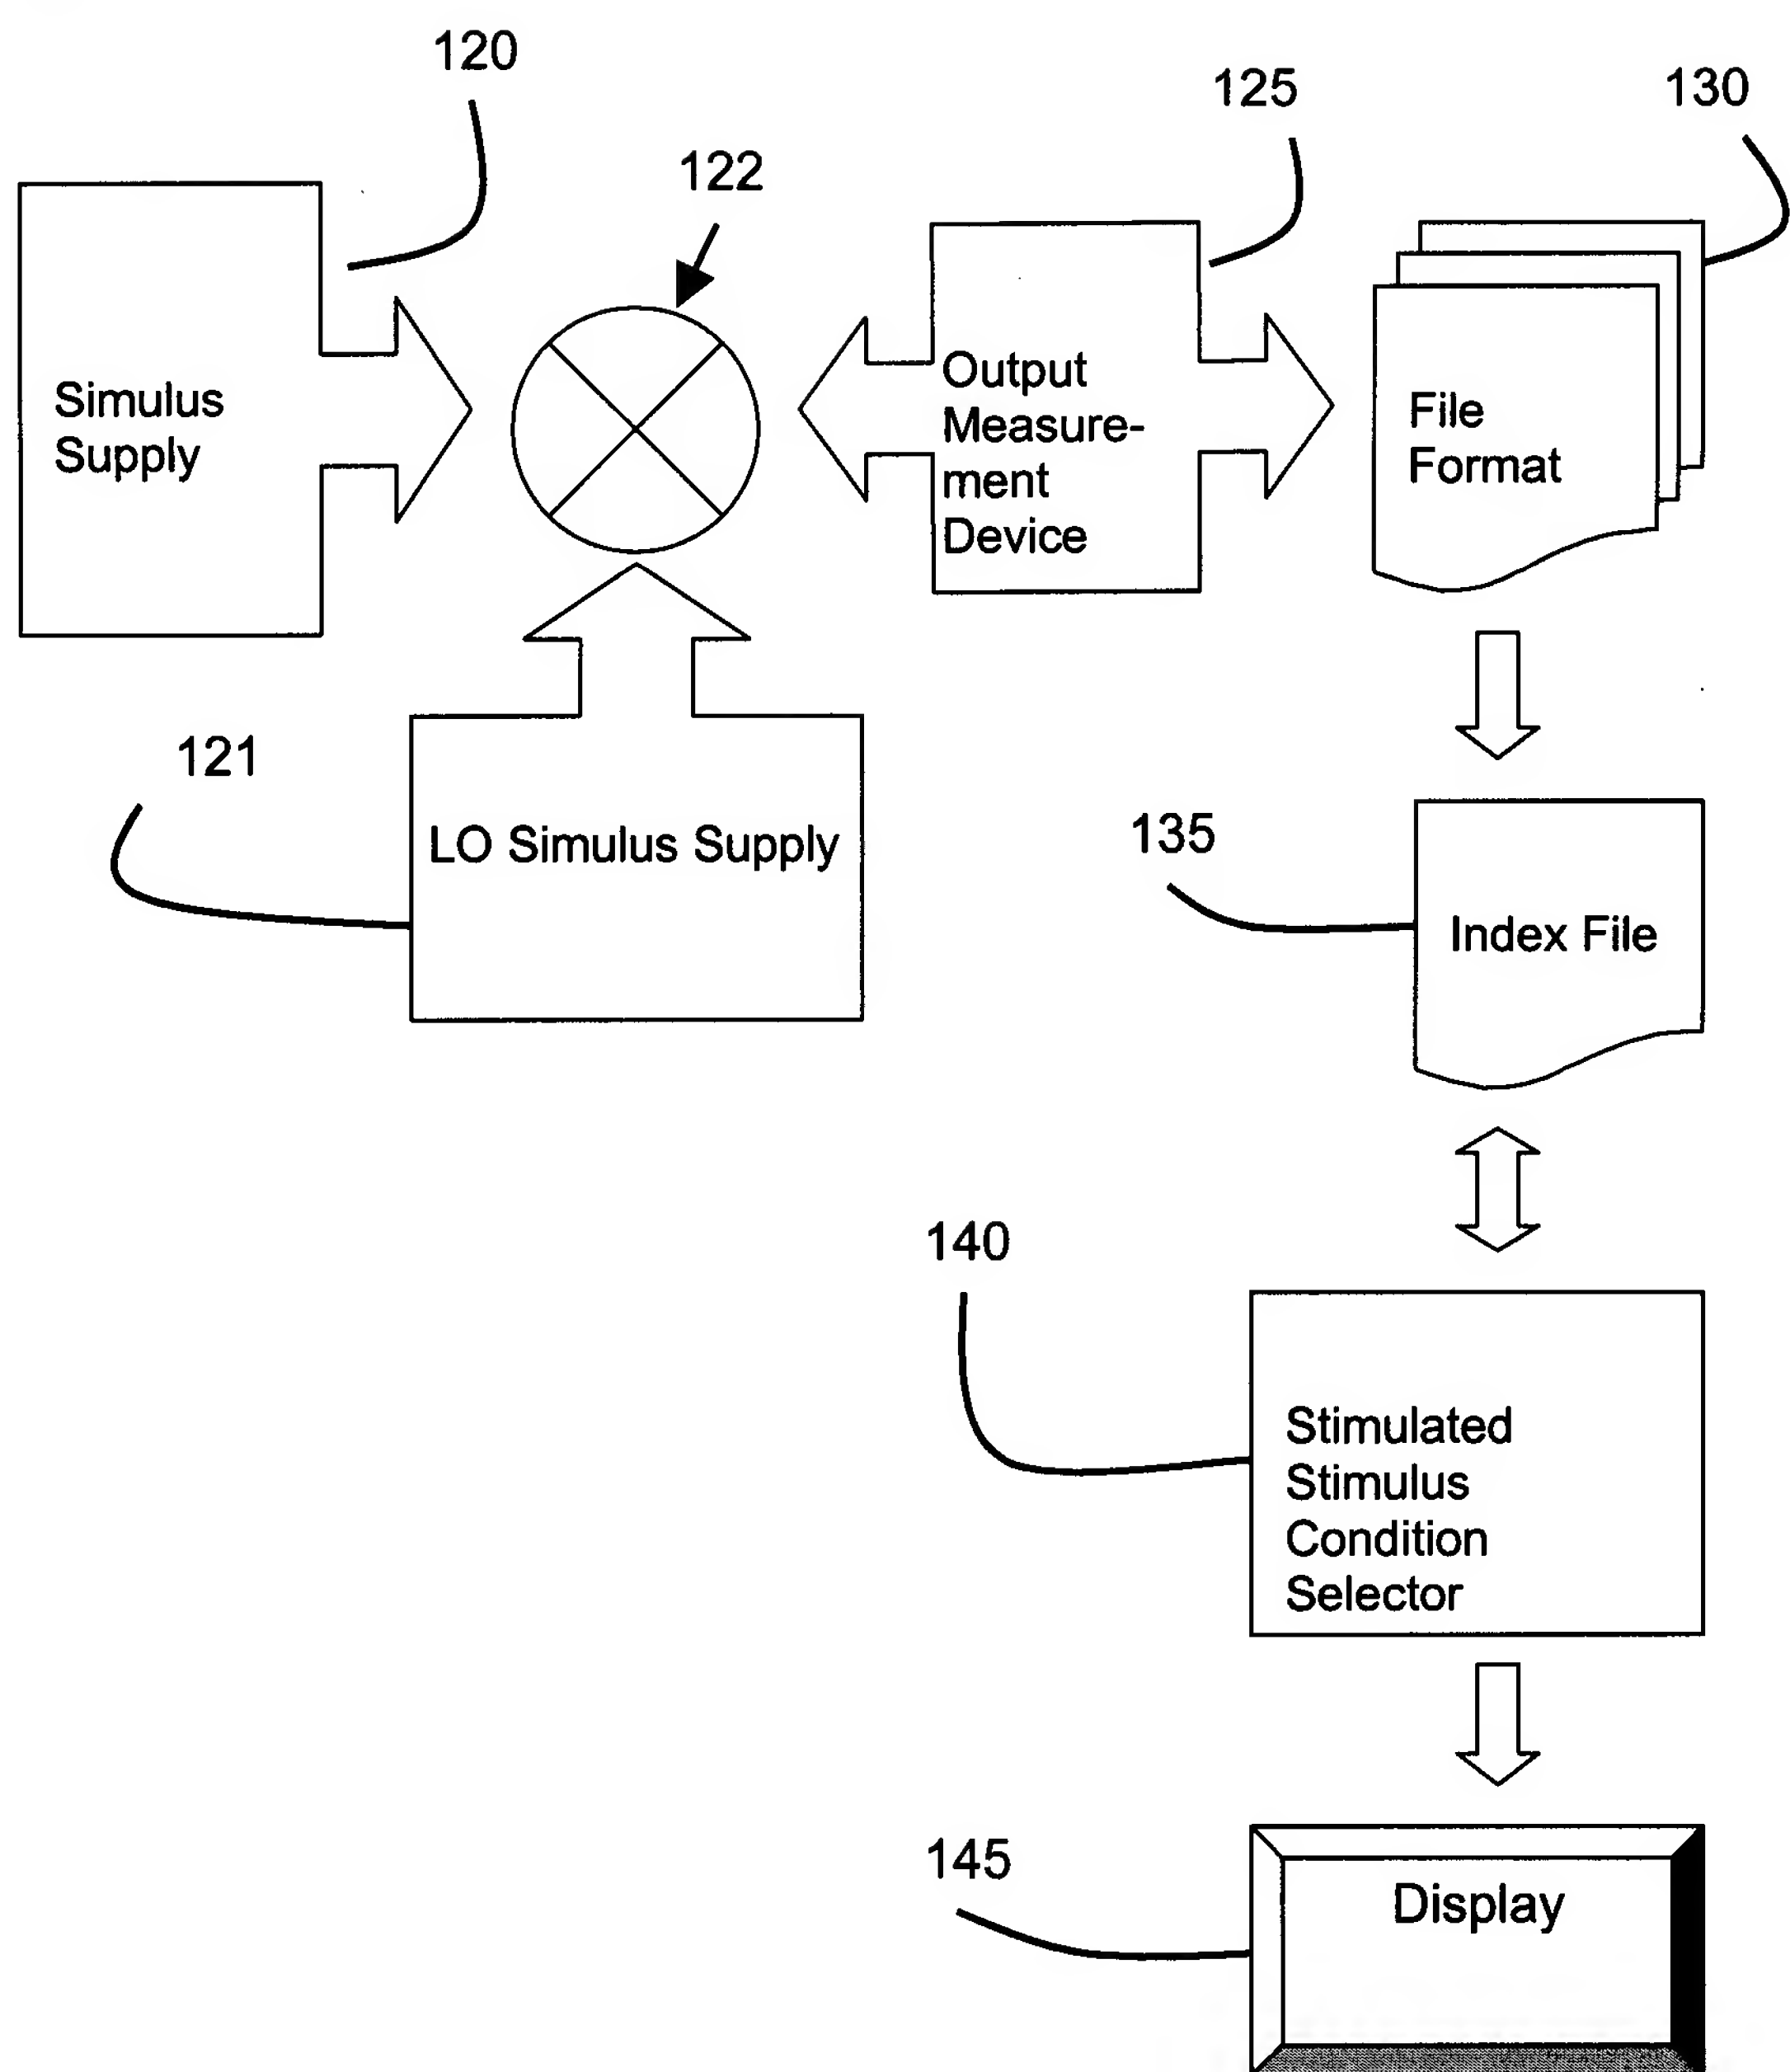 120
125
130
122
Simulus
Supply
Output
Measure-
ment
Device
File
Format
121
LO Simulus Supply
135
Index File
140
Stimulated
Stimulus
Condition
Selector
145
Display